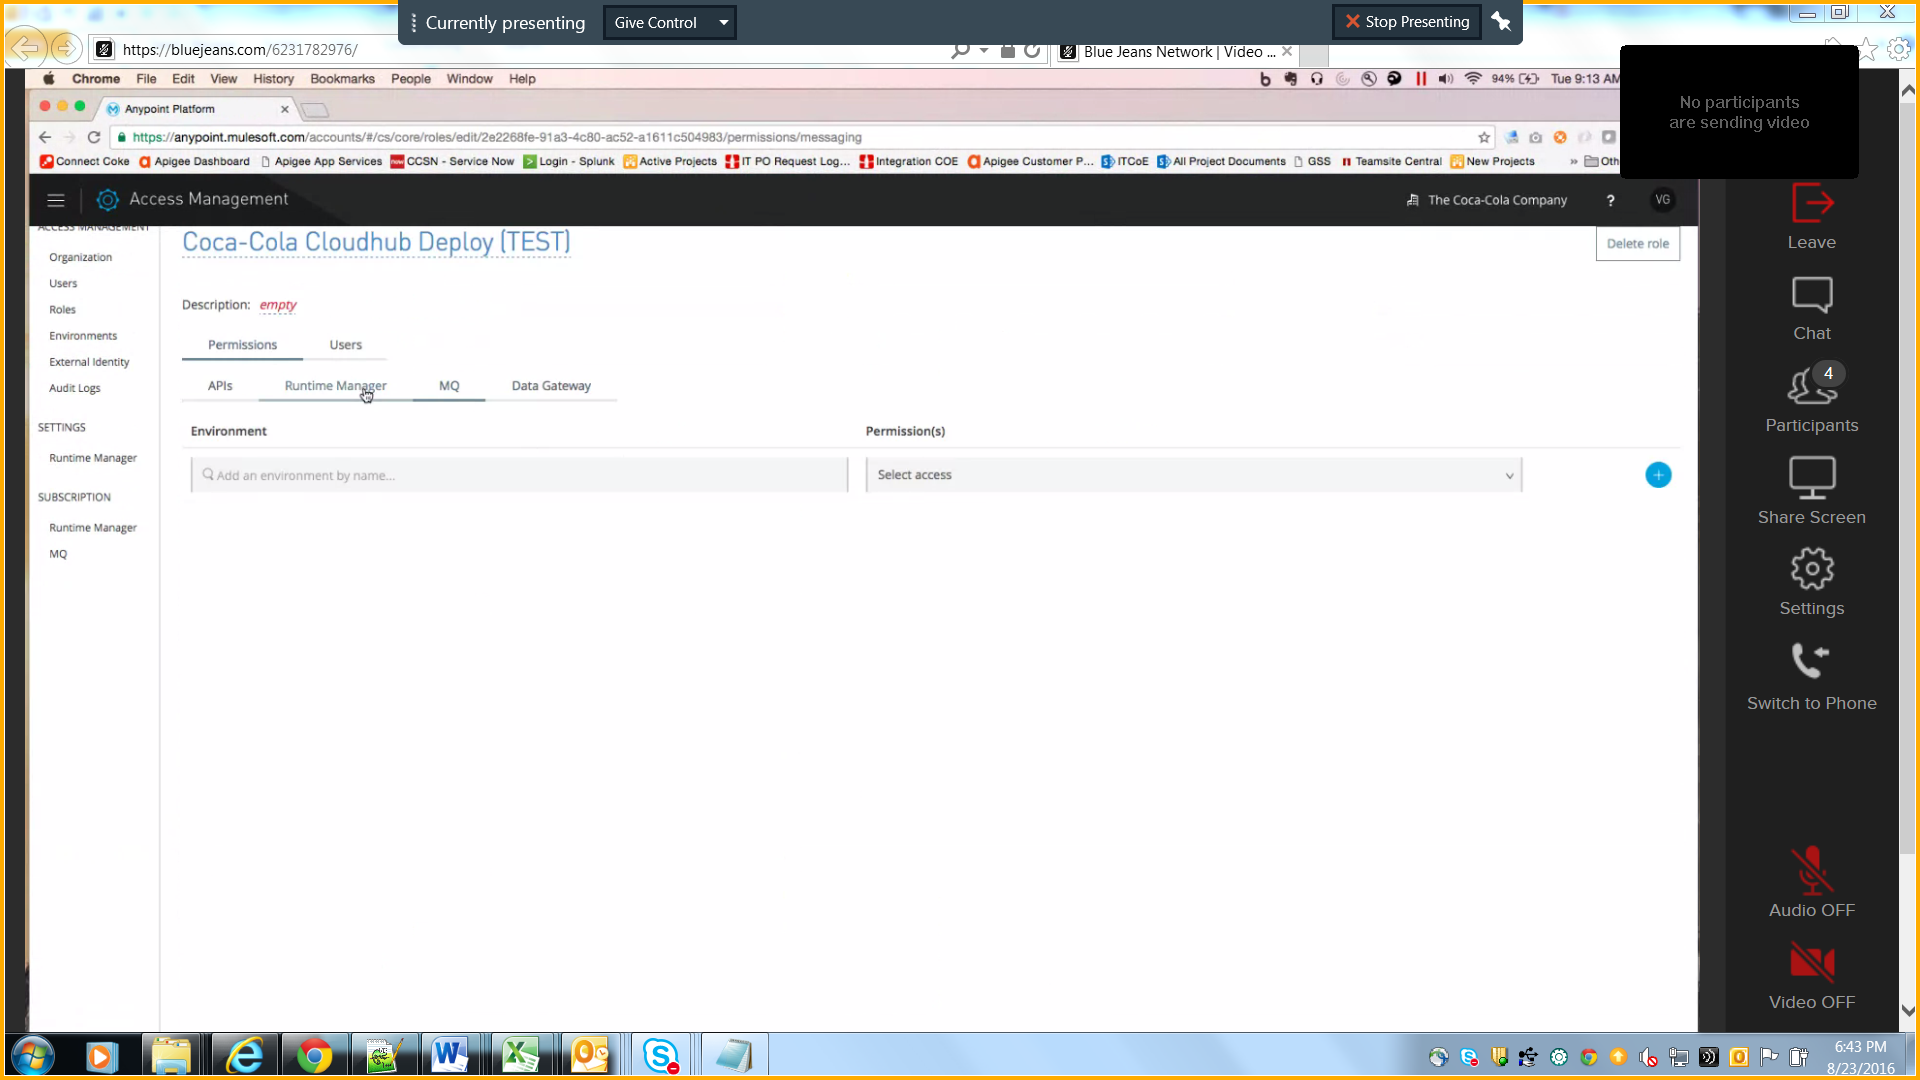 Currently presenting
Give Control
Stop Presenting
https://bluejeans.com/6231782976/
Blue Jeans Network | Video ...
Chrome File Edit View History Bookmarks People Window Help
94% Tue 9:13 AM
Anypoint Platform
https://anypoint.mulesoft.com/accounts/#/cs/core/roles/edit/2e2268fe-91a3-4c80-ac52-a1611c504983/permissions/messaging
Connect Coke Apigee Dashboard Apigee App Services CCSN - Service Now Login - Splunk Active Projects IT PO Request Log... Integration COE Apigee Customer P... ITCoE All Project Documents GSS Teamsite Central New Projects » Oth
No participants
are sending video
Access Management
The Coca-Cola Company
?
VG
ACCESS MANAGEMENT
Organization
Users
Roles
Environments
External Identity
Audit Logs
SETTINGS
Runtime Manager
SUBSCRIPTION
Runtime Manager
MQ
Coca-Cola Cloudhub Deploy (TEST)
Delete role
Description: empty
Permissions Users
APIs Runtime Manager MQ Data Gateway
Environment Permission(s)
Add an environment by name... Select access
Leave
Chat
4
Participants
Share Screen
Settings
Switch to Phone
Audio OFF
Video OFF
6:43 PM
8/23/2016